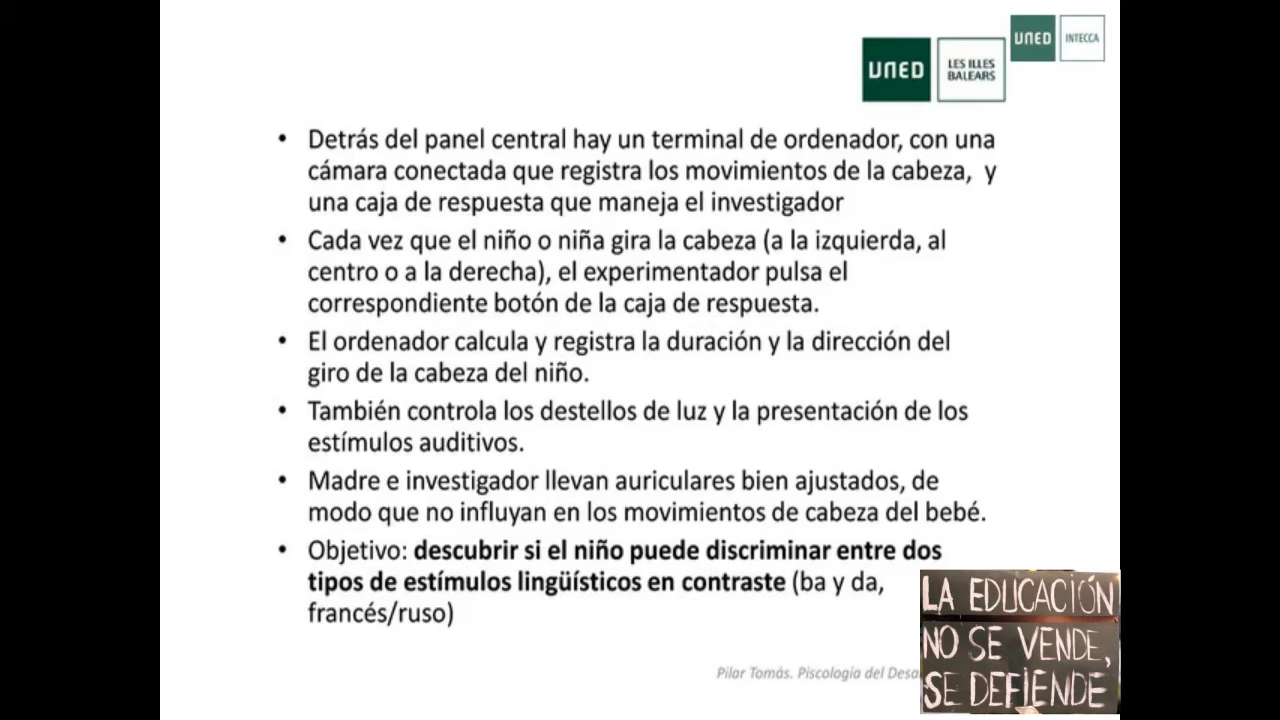 UNED
INTECCA
UNED
LES ILLES
BALEARS
• Detrás del panel central hay un terminal de ordenador, con una
cámara conectada que registra los movimientos de la cabeza, y
una caja de respuesta que maneja el investigador
• Cada vez que el niño o niña gira la cabeza (a la izquierda, al
centro o a la derecha), el experimentador pulsa el
correspondiente botón de la caja de respuesta.
• El ordenador calcula y registra la duración y la dirección del
giro de la cabeza del niño.
• También controla los destellos de luz y la presentación de los
estímulos auditivos.
• Madre e investigador llevan auriculares bien ajustados, de
modo que no influyan en los movimientos de cabeza del bebé.
• Objetivo: descubrir si el niño puede discriminar entre dos
tipos de estímulos lingüísticos en contraste (ba y da,
francés/ruso)
Pilar Tomás. Piscología del
LA EDUCACIÓN
NO SE VENDE,
SE DEFIENDE